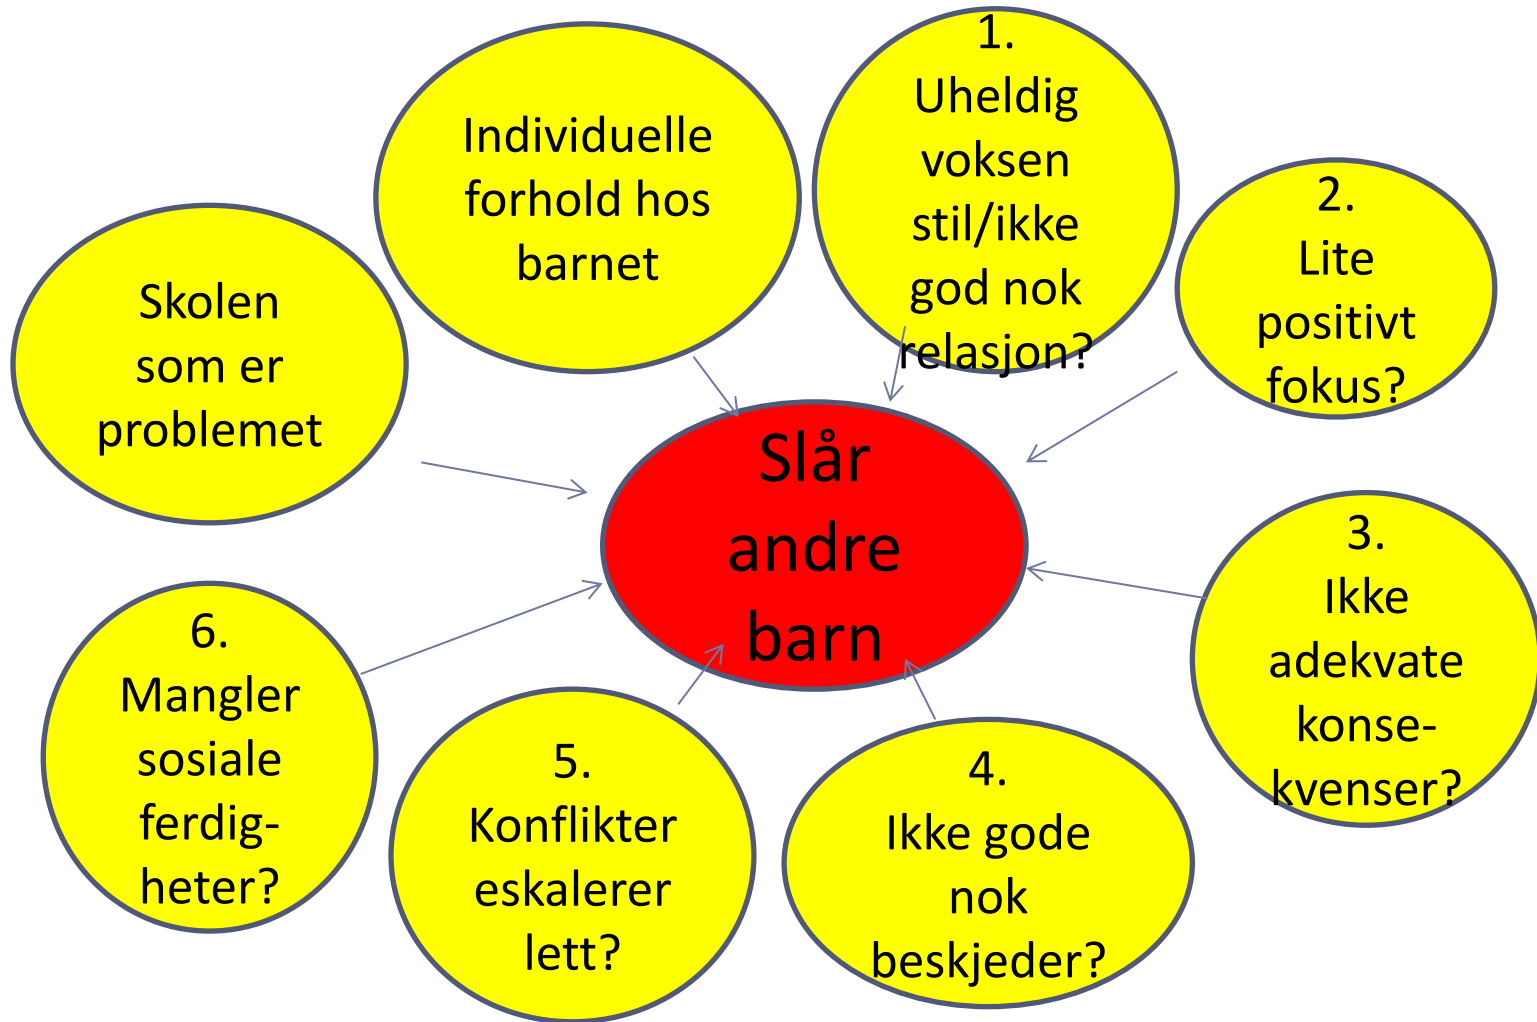 Individuelle
forhold hos
barnet
1.
Uheldig
voksen
stil/ikke
god nok
relasjon?
2.
Lite
positivt
fokus?
Skolen
som er
problemet
Slår
andre
barn
3.
Ikke
adekvate
konse-
kvenser?
6.
Mangler
sosiale
ferdig-
heter?
5.
Konflikter
eskalerer
lett?
4.
Ikke gode
nok
beskjeder?